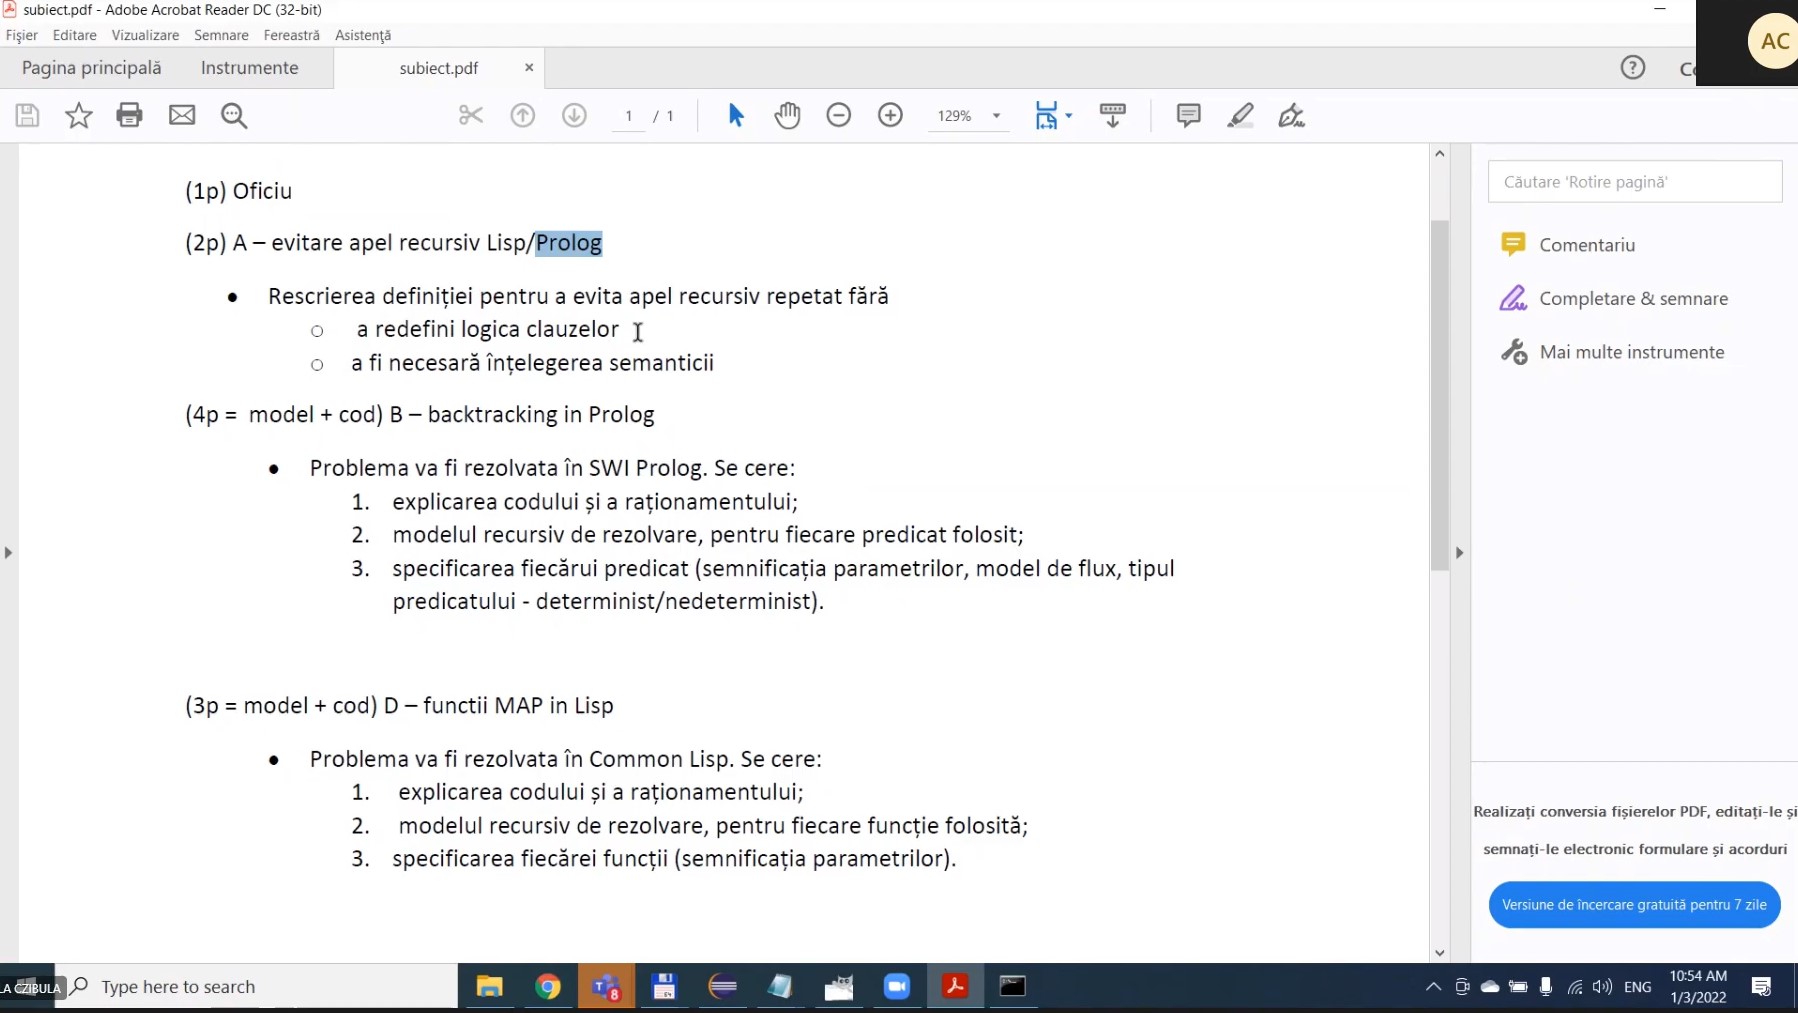 subiect.pdf - Adobe Acrobat Reader DC (32-bit)
Fișier Editare Vizualizare Semnare Fereastră Asistență
AC
Pagina principală Instrumente subiect.pdf ×
1 / 1 129%
(1p) Oficiu
(2p) A – evitare apel recursiv Lisp/Prolog
• Rescrierea definiției pentru a evita apel recursiv repetat fără
○ a redefini logica clauzelor
○ a fi necesară înțelegerea semanticii
(4p = model + cod) B – backtracking in Prolog
• Problema va fi rezolvata în SWI Prolog. Se cere:
1. explicarea codului și a raționamentului;
2. modelul recursiv de rezolvare, pentru fiecare predicat folosit;
3. specificarea fiecărui predicat (semnificația parametrilor, model de flux, tipul
predicatului - determinist/nedeterminist).
(3p = model + cod) D – functii MAP in Lisp
• Problema va fi rezolvata în Common Lisp. Se cere:
1. explicarea codului și a raționamentului;
2. modelul recursiv de rezolvare, pentru fiecare funcție folosită;
3. specificarea fiecărei funcții (semnificația parametrilor).
Căutare 'Rotire pagină'
Comentariu
Completare & semnare
Mai multe instrumente
Realizați conversia fișierelor PDF, editați-le și
semnați-le electronic formulare și acorduri
Versiune de încercare gratuită pentru 7 zile
LA CZIBULA
Type here to search
8
ENG
10:54 AM
1/3/2022